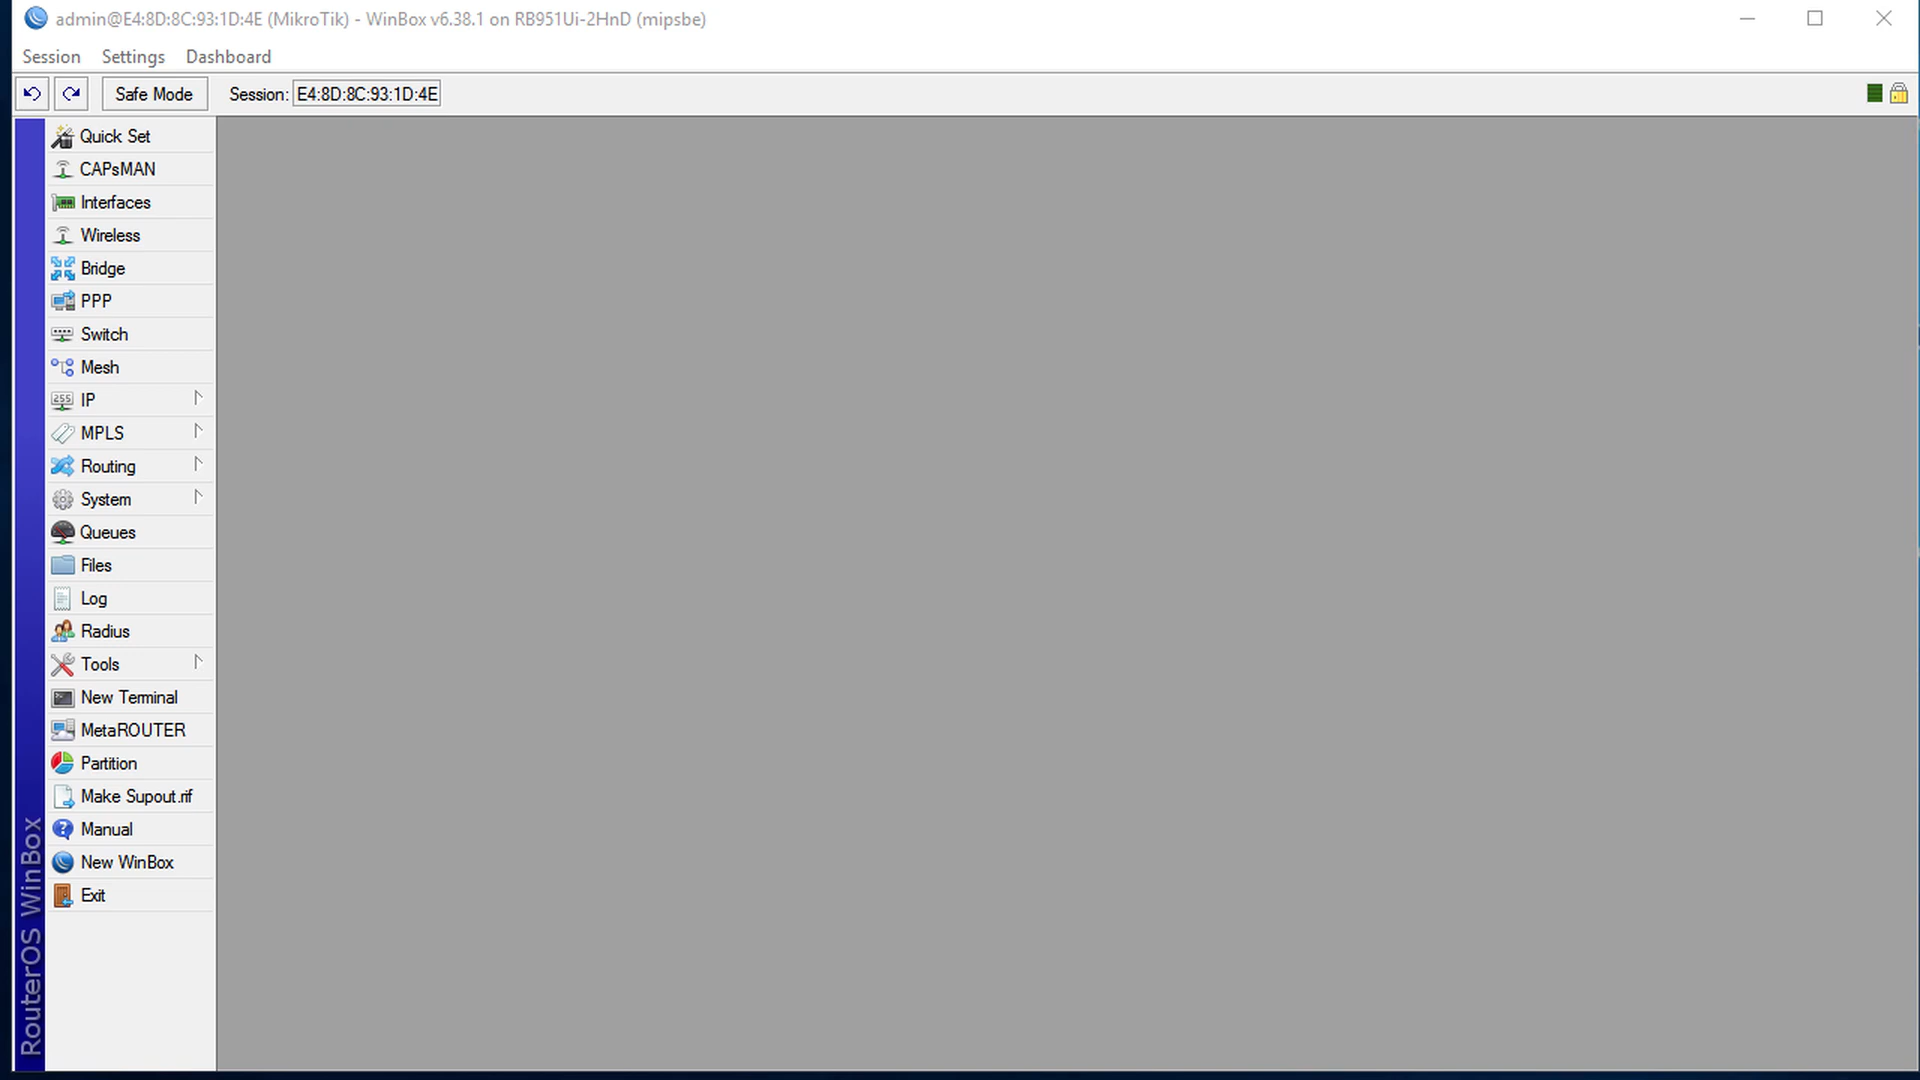 admin@E4:8D:8C:93:1D:4E (MikroTik) - WinBox v6.38.1 on RB951Ui-2HnD (mipsbe)
Session Settings Dashboard
Safe Mode Session: E4:8D:8C:93:1D:4E
Quick Set
CAPsMAN
Interfaces
Wireless
Bridge
PPP
Switch
Mesh
255 IP
MPLS
Routing
System
Queues
Files
Log
Radius
Tools
New Terminal
MetaROUTER
Partition
Make Supout.rif
Manual
New WinBox
Exit
RouterOS WinBox